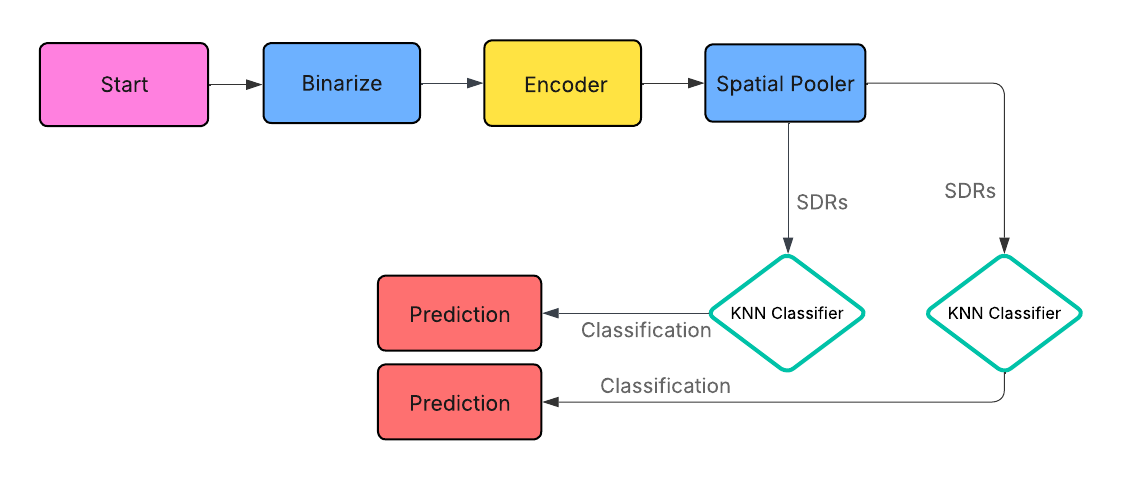 Start
Binarize
Encoder
Spatial Pooler
SDRs
SDRs
Prediction
KNN Classifier
KNN Classifier
Classification
Prediction
Classification